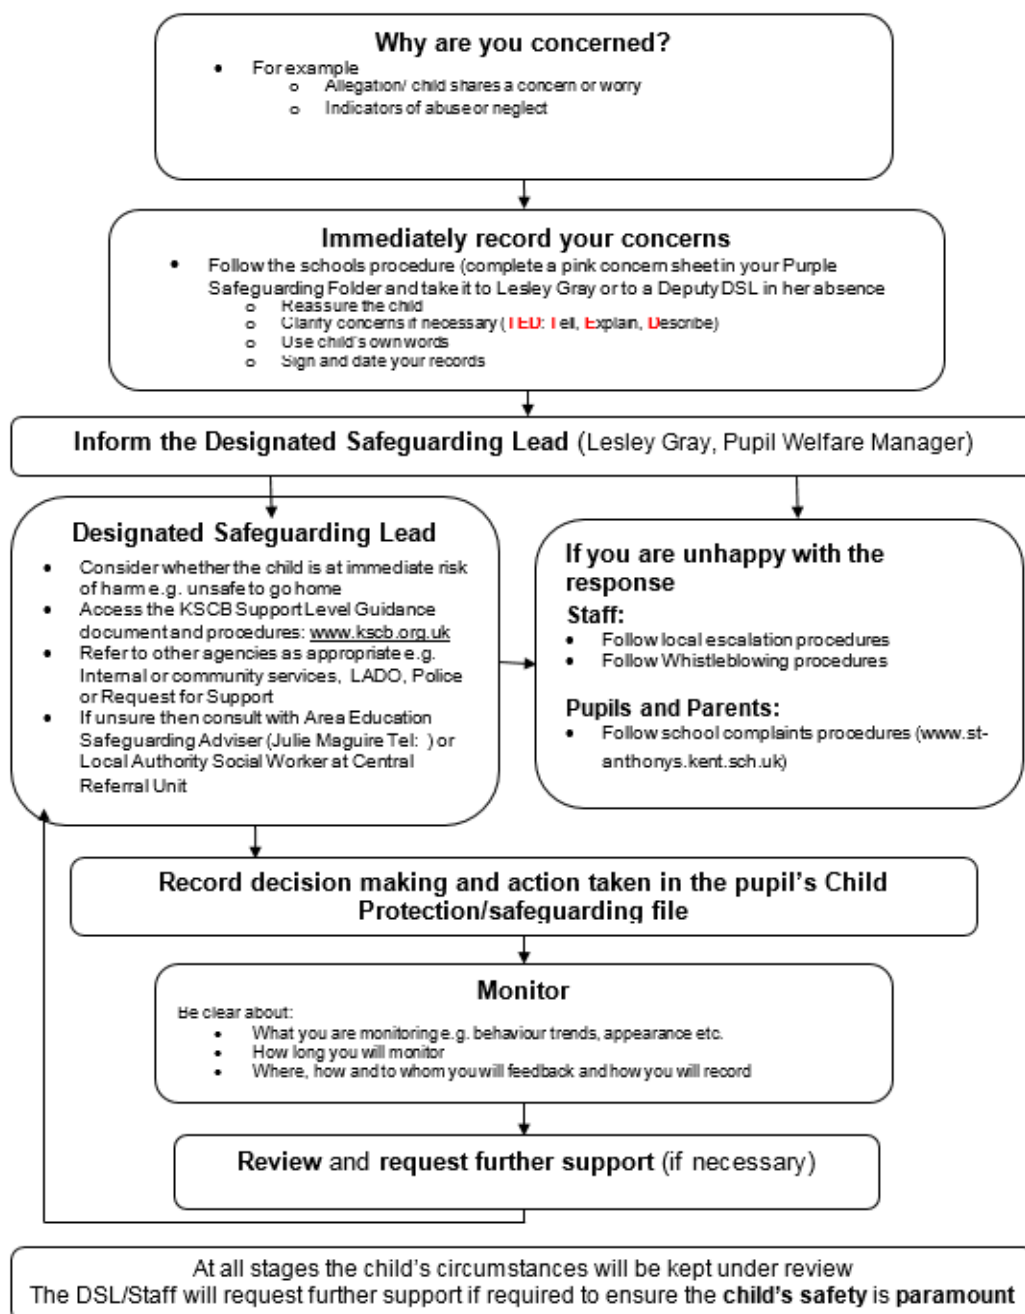 Why are you concerned?
• For example
o Allegation/ child shares a concern or worry
o Indicators of abuse or neglect
Immediately record your concerns
• Follow the schools procedure (complete a pink concern sheet in your Purple
Safeguarding Folder and take it to Lesley Gray or to a Deputy DSL in her absence
o Reassure the child
o Clarify concerns if necessary (TED: Tell, Explain, Describe)
o Use child's own words
o Sign and date your records
Inform the Designated Safeguarding Lead (Lesley Gray, Pupil Welfare Manager)
Designated Safeguarding Lead
• Consider whether the child is at immediate risk
of harm e.g. unsafe to go home
• Access the KSCB Support Level Guidance
document and procedures: www.kscb.org.uk
• Refer to other agencies as appropriate e.g.
Internal or community services, LADO, Police
or Request for Support
• If unsure then consult with Area Education
Safeguarding Adviser (Julie Maguire Tel: ) or
Local Authority Social Worker at Central
Referral Unit
If you are unhappy with the
response
Staff:
• Follow local escalation procedures
• Follow Whistleblowing procedures
Pupils and Parents:
• Follow school complaints procedures (www.st-
anthonys.kent.sch.uk)
Record decision making and action taken in the pupil's Child
Protection/safeguarding file
Monitor
Be clear about:
• What you are monitoring e.g. behaviour trends, appearance etc.
• How long you will monitor
• Where, how and to whom you will feedback and how you will record
Review and request further support (if necessary)
At all stages the child's circumstances will be kept under review
The DSL/Staff will request further support if required to ensure the child's safety is paramount